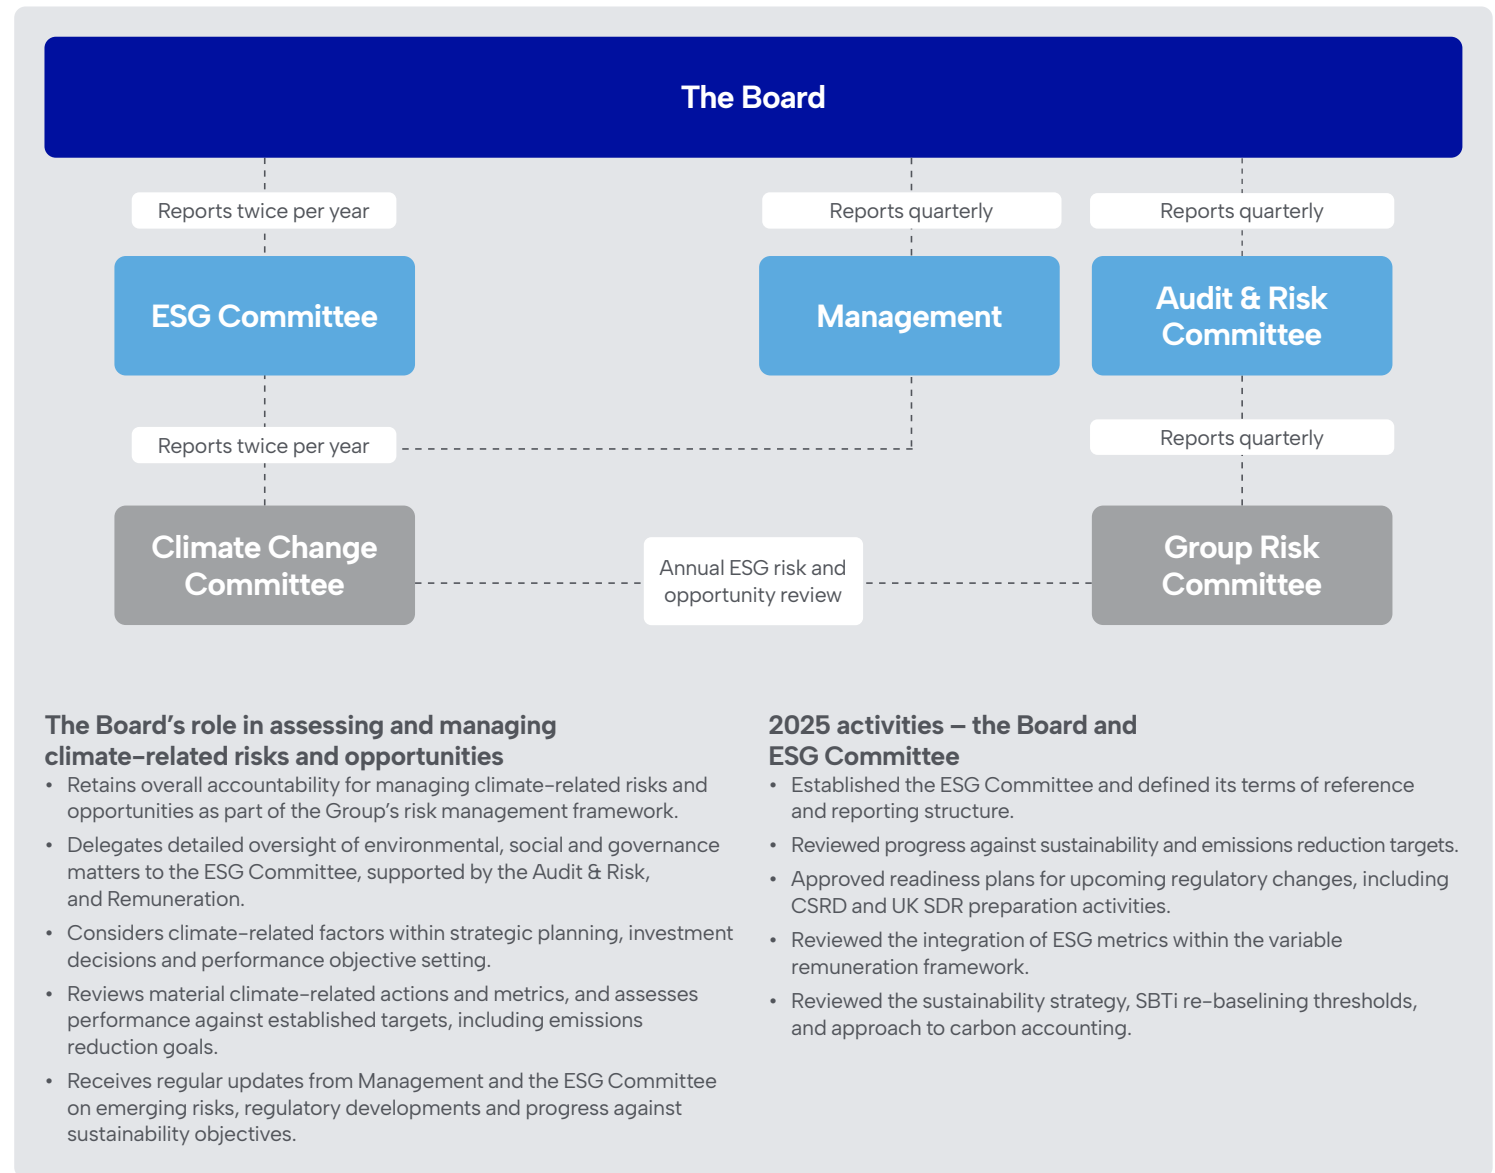 The Board
Reports twice per year
Reports quarterly
Reports quarterly
ESG Committee
Management
Audit & Risk
Committee
Reports twice per year
Reports quarterly
Climate Change
Committee
Annual ESG risk and
opportunity review
Group Risk
Committee
The Board’s role in assessing and managing
climate-related risks and opportunities
• Retains overall accountability for managing climate-related risks and
opportunities as part of the Group’s risk management framework.
• Delegates detailed oversight of environmental, social and governance
matters to the ESG Committee, supported by the Audit & Risk,
and Remuneration.
• Considers climate-related factors within strategic planning, investment
decisions and performance objective setting.
• Reviews material climate-related actions and metrics, and assesses
performance against established targets, including emissions
reduction goals.
• Receives regular updates from Management and the ESG Committee
on emerging risks, regulatory developments and progress against
sustainability objectives.
2025 activities – the Board and
ESG Committee
• Established the ESG Committee and defined its terms of reference
and reporting structure.
• Reviewed progress against sustainability and emissions reduction targets.
• Approved readiness plans for upcoming regulatory changes, including
CSRD and UK SDR preparation activities.
• Reviewed the integration of ESG metrics within the variable
remuneration framework.
• Reviewed the sustainability strategy, SBTi re-baselining thresholds,
and approach to carbon accounting.